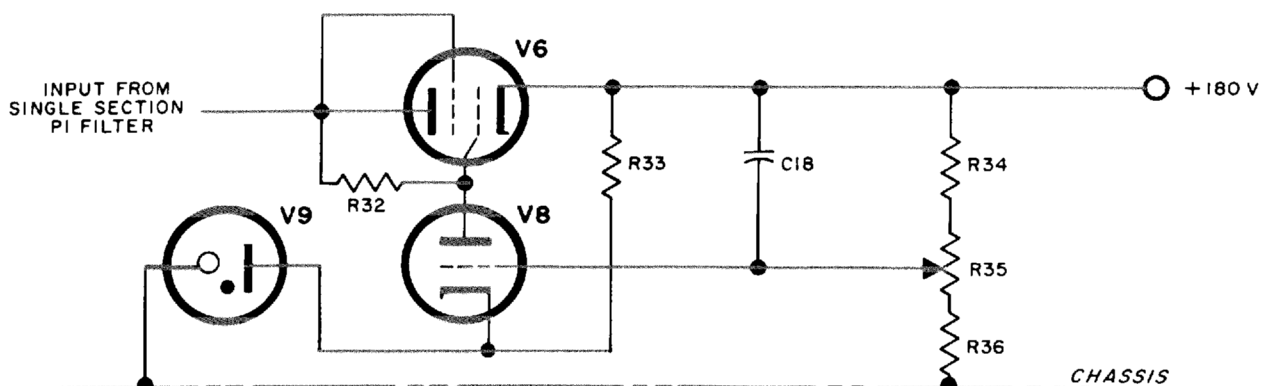 V6
INPUT FROM
SINGLE SECTION
PI FILTER
+180 V
R33
C18
R34
R32
V9
V8
R35
R36
CHASSIS